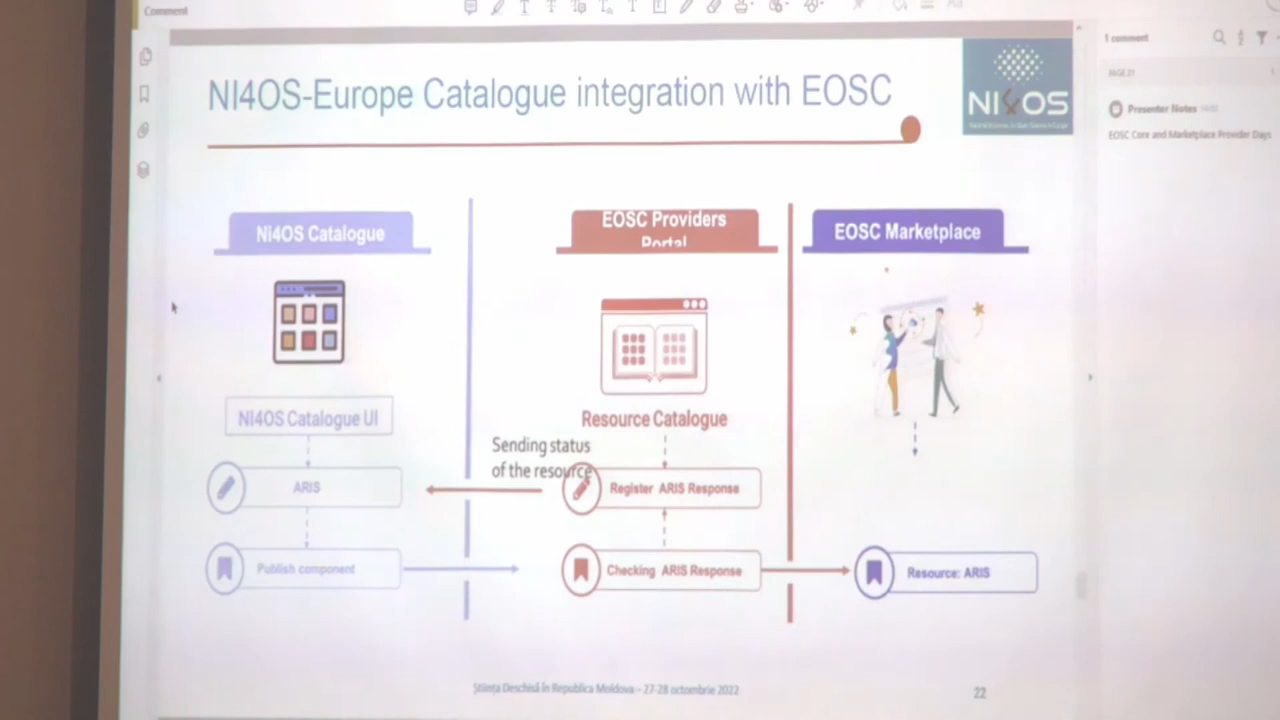 Comment
NI4OS-Europe Catalogue integration with EOSC
NI4OS
1 comment
PAGE 21
Presenter Notes
EOSC Core and Marketplace Provider Days
Ni4OS Catalogue
EOSC Providers
Portal
EOSC Marketplace
NI4OS Catalogue UI
Resource Catalogue
Sending status
of the resource
ARIS
Register ARIS Response
Publish component
Checking ARIS Response
Resource: ARIS
Știința Deschisă în Republica Moldova – 27-28 octombrie 2022
22